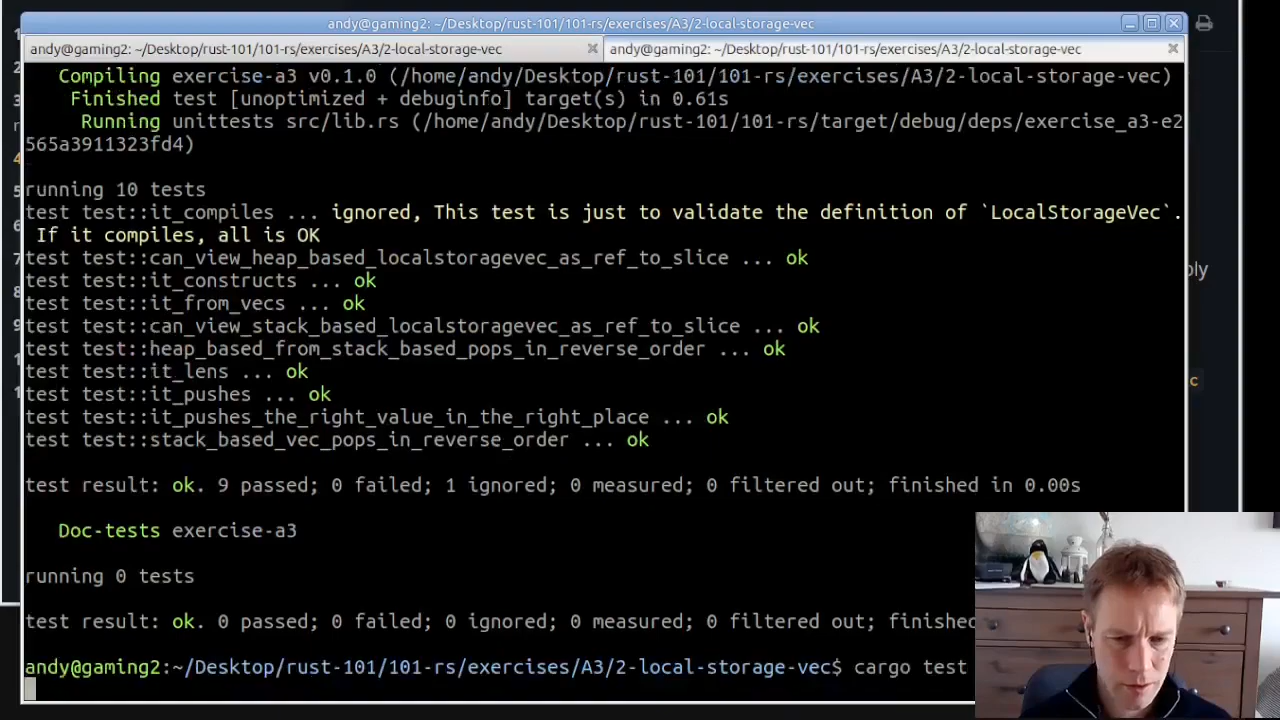 andy@gaming2: ~/Desktop/rust-101/101-rs/exercises/A3/2-local-storage-vec
andy@gaming2: ~/Desktop/rust-101/101-rs/exercises/A3/2-local-storage-vec
andy@gaming2: ~/Desktop/rust-101/101-rs/exercises/A3/2-local-storage-vec
Compiling exercise-a3 v0.1.0 (/home/andy/Desktop/rust-101/101-rs/exercises/A3/2-local-storage-vec)
Finished test [unoptimized + debuginfo] target(s) in 0.61s
Running unittests src/lib.rs (/home/andy/Desktop/rust-101/101-rs/target/debug/deps/exercise_a3-e2
565a3911323fd4)
running 10 tests
test test::it_compiles ... ignored, This test is just to validate the definition of `LocalStorageVec`.
If it compiles, all is OK
test test::can_view_heap_based_localstoragevec_as_ref_to_slice ... ok
test test::it_constructs ... ok
test test::it_from_vecs ... ok
test test::can_view_stack_based_localstoragevec_as_ref_to_slice ... ok
test test::heap_based_from_stack_based_pops_in_reverse_order ... ok
test test::it_lens ... ok
test test::it_pushes ... ok
test test::it_pushes_the_right_value_in_the_right_place ... ok
test test::stack_based_vec_pops_in_reverse_order ... ok
test result: ok. 9 passed; 0 failed; 1 ignored; 0 measured; 0 filtered out; finished in 0.00s
Doc-tests exercise-a3
running 0 tests
test result: ok. 0 passed; 0 failed; 0 ignored; 0 measured; 0 filtered out; finished
andy@gaming2:~/Desktop/rust-101/101-rs/exercises/A3/2-local-storage-vec$ cargo test